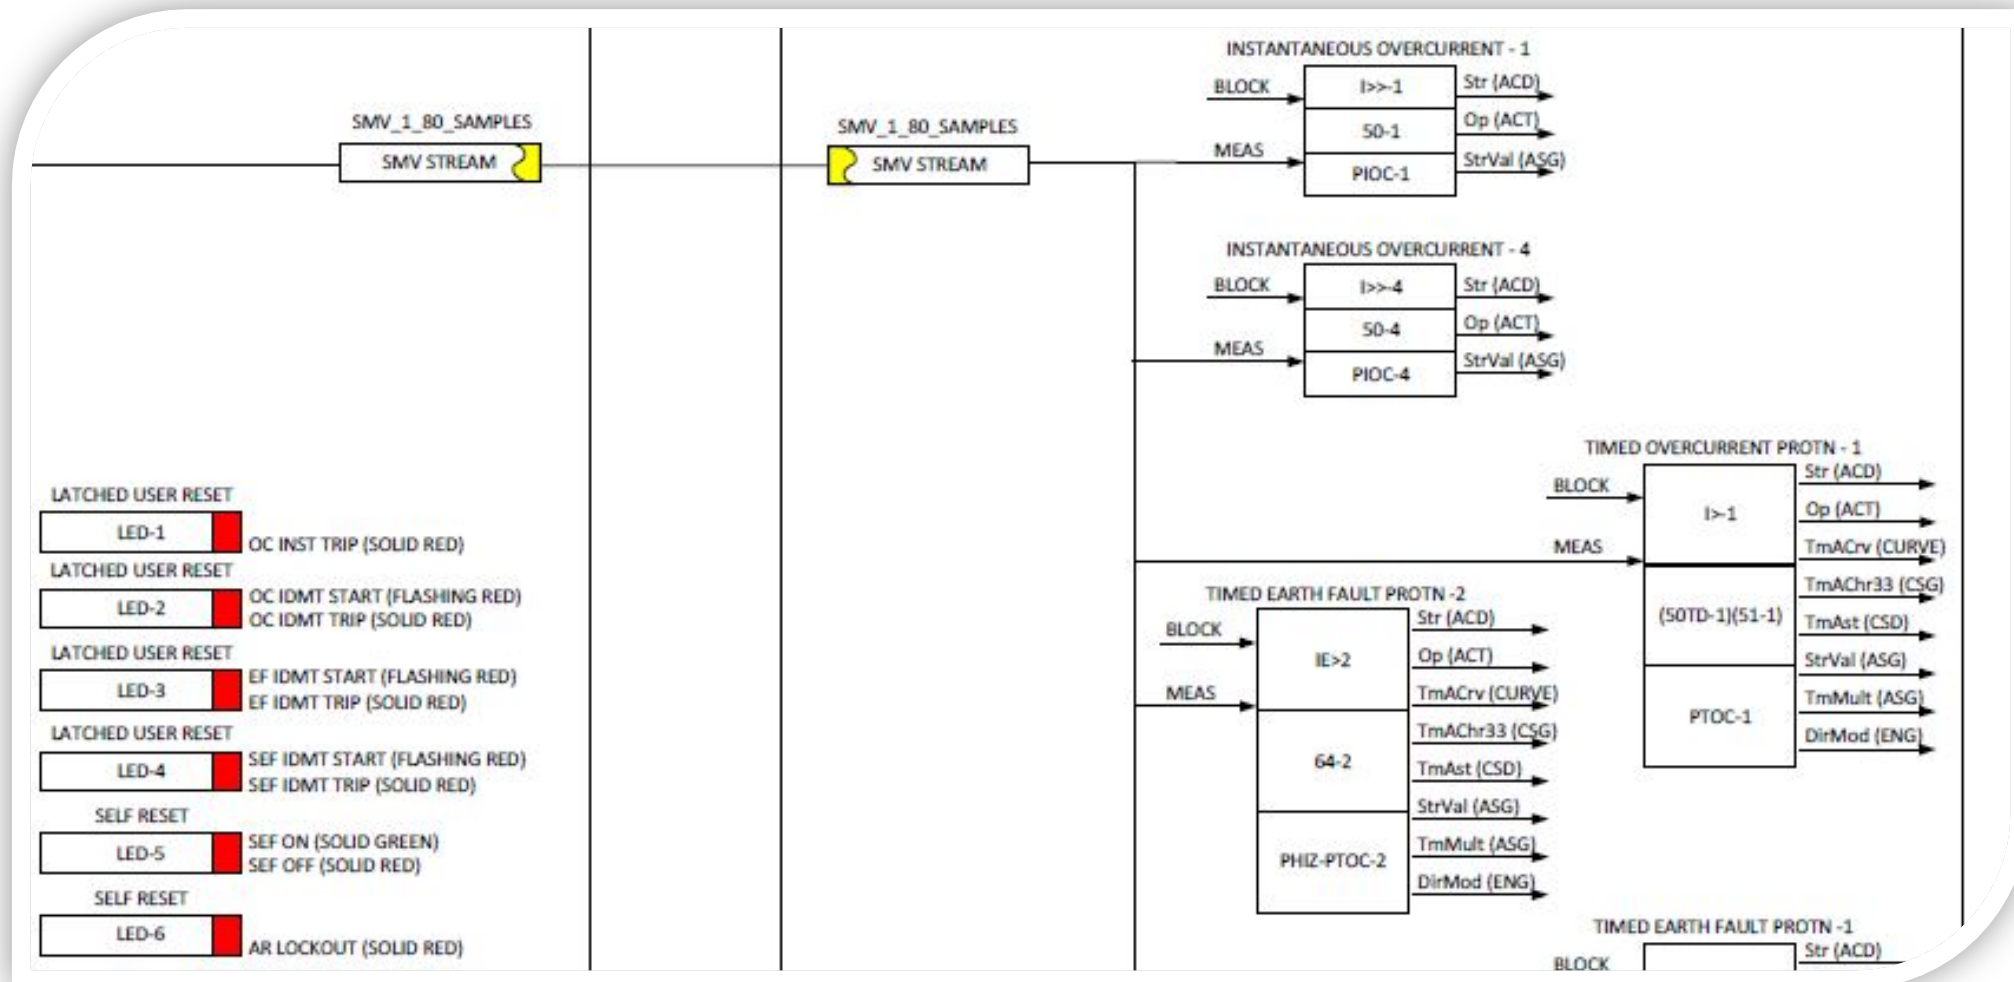 SMV_1_80_SAMPLES
SMV STREAM
SMV_1_80_SAMPLES
SMV STREAM
INSTANTANEOUS OVERCURRENT - 1
BLOCK
MEAS
I>>-1
50-1
PIOC-1
Str (ACD)
Op (ACT)
StrVal (ASG)
INSTANTANEOUS OVERCURRENT - 4
BLOCK
MEAS
I>>-4
50-4
PIOC-4
Str (ACD)
Op (ACT)
StrVal (ASG)
TIMED OVERCURRENT PROTN - 1
BLOCK
MEAS
I>-1
(50TD-1)(51-1)
PTOC-1
Str (ACD)
Op (ACT)
TmACrv (CURVE)
TmAChr33 (CSG)
TmAst (CSD)
StrVal (ASG)
TmMult (ASG)
DirMod (ENG)
TIMED EARTH FAULT PROTN -2
BLOCK
MEAS
IE>2
64-2
PHIZ-PTOC-2
Str (ACD)
Op (ACT)
TmACrv (CURVE)
TmAChr33 (CSG)
TmAst (CSD)
StrVal (ASG)
TmMult (ASG)
DirMod (ENG)
TIMED EARTH FAULT PROTN -1
BLOCK
Str (ACD)
LATCHED USER RESET
LED-1
OC INST TRIP (SOLID RED)
LATCHED USER RESET
LED-2
OC IDMT START (FLASHING RED)
OC IDMT TRIP (SOLID RED)
LATCHED USER RESET
LED-3
EF IDMT START (FLASHING RED)
EF IDMT TRIP (SOLID RED)
LATCHED USER RESET
LED-4
SEF IDMT START (FLASHING RED)
SEF IDMT TRIP (SOLID RED)
SELF RESET
LED-5
SEF ON (SOLID GREEN)
SEF OFF (SOLID RED)
SELF RESET
LED-6
AR LOCKOUT (SOLID RED)